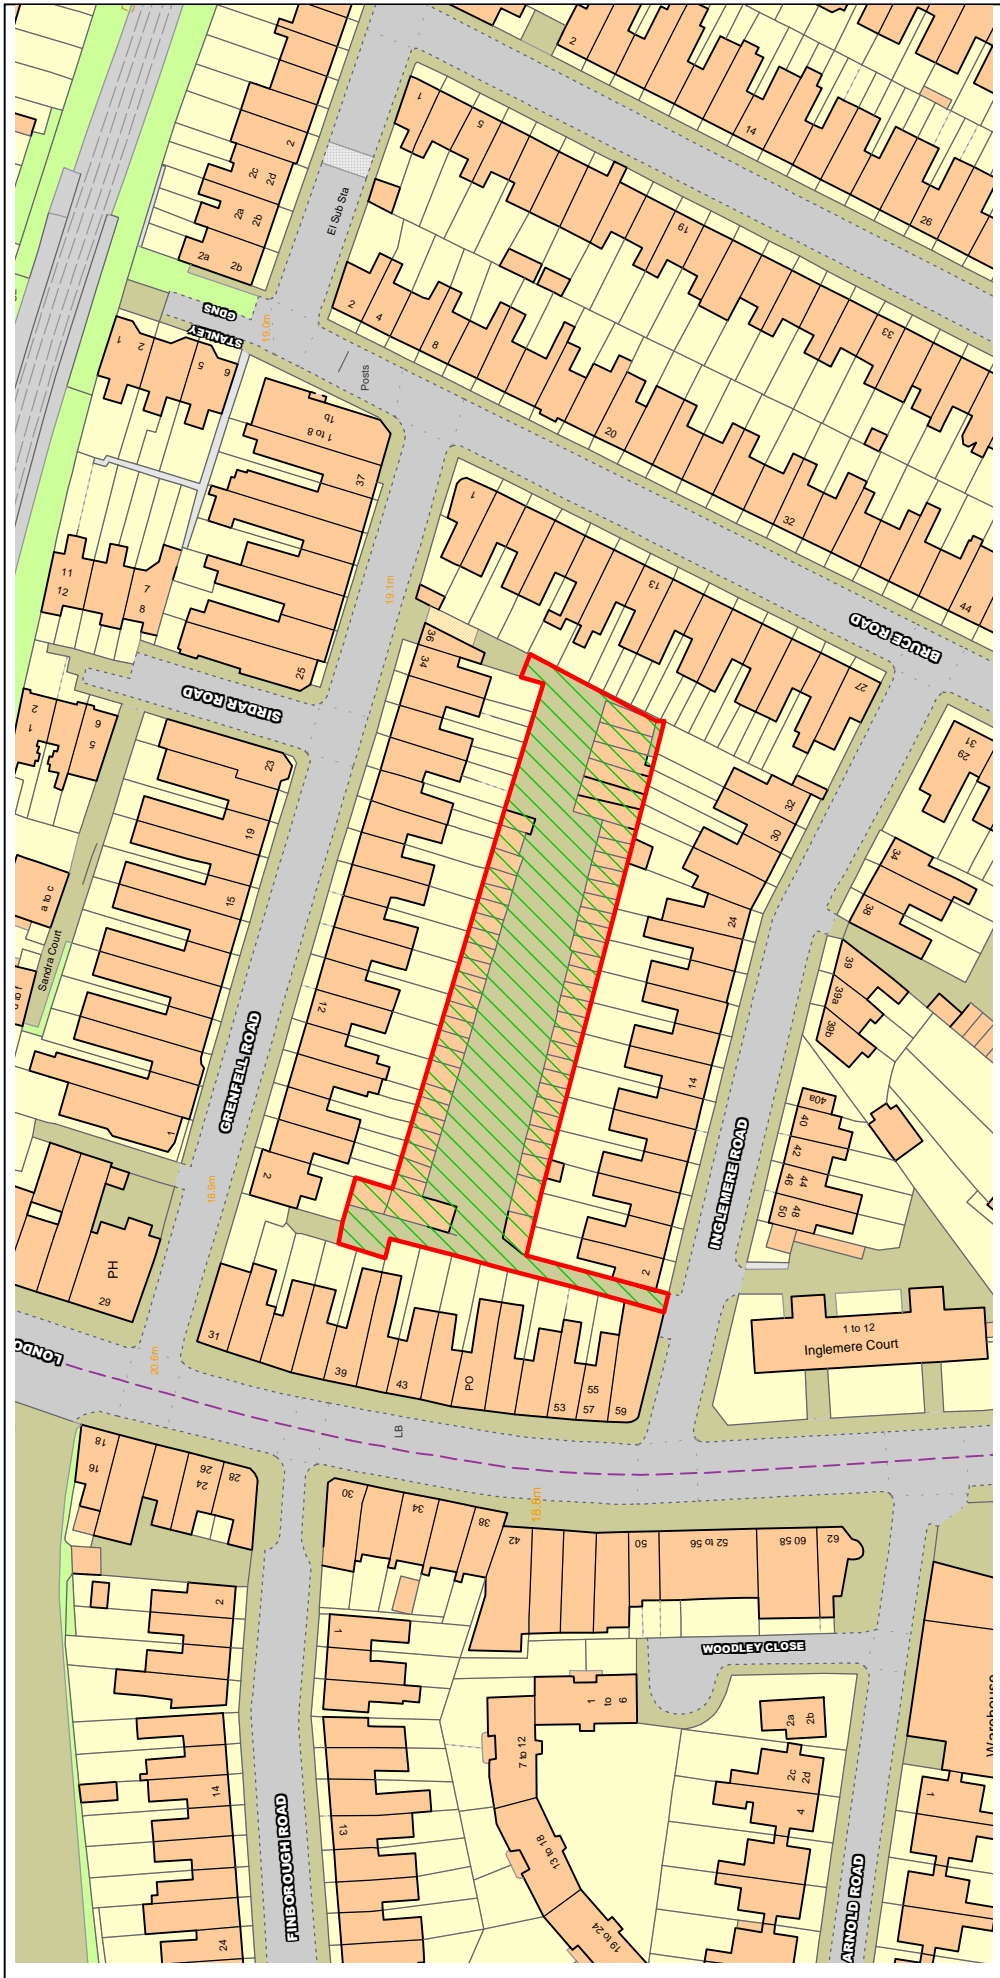 2
14
26
1
5
19
33
2
2c
2d
2a
2b
2a
2b
El Sub Sta
STANLEY
GDNS
19.0m
Posts
2
4
8
20
32
44
1
2
5
6
1b
1 to 8
37
11
12
7
8
25
19.1m
1
13
27
BRUCE ROAD
36
34
SIRDAR ROAD
2
1
6
5
23
19
15
1
a to c
Sandra Court
12
2
GRENFELL ROAD
18.9m
32
30
24
14
2
31
29
34
38
39
39a
39b
40a
40
42
44
46
48
50
INGLEMERE ROAD
1 to 12
Inglemere Court
PH
29
31
39
43
PO
53
55
57
59
LONDO
20.6m
LB
18.8m
18
16
26
24
28
30
34
38
42
50
52 to 56
60 58
62
WOODLEY CLOSE
2
14
24
1
13
FINBOROUGH ROAD
1
to
6
7 to 12
13 to 18
19 to 24
2a
2b
2c
2d
4
1
Warehouse
ARNOLD ROAD